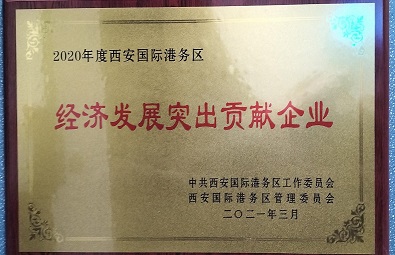 2020年度西安国际港务区
经济发展突出贡献企业
中共西安国际港务区工作委员会
西安国际港务区管理委员会
二〇二一年三月